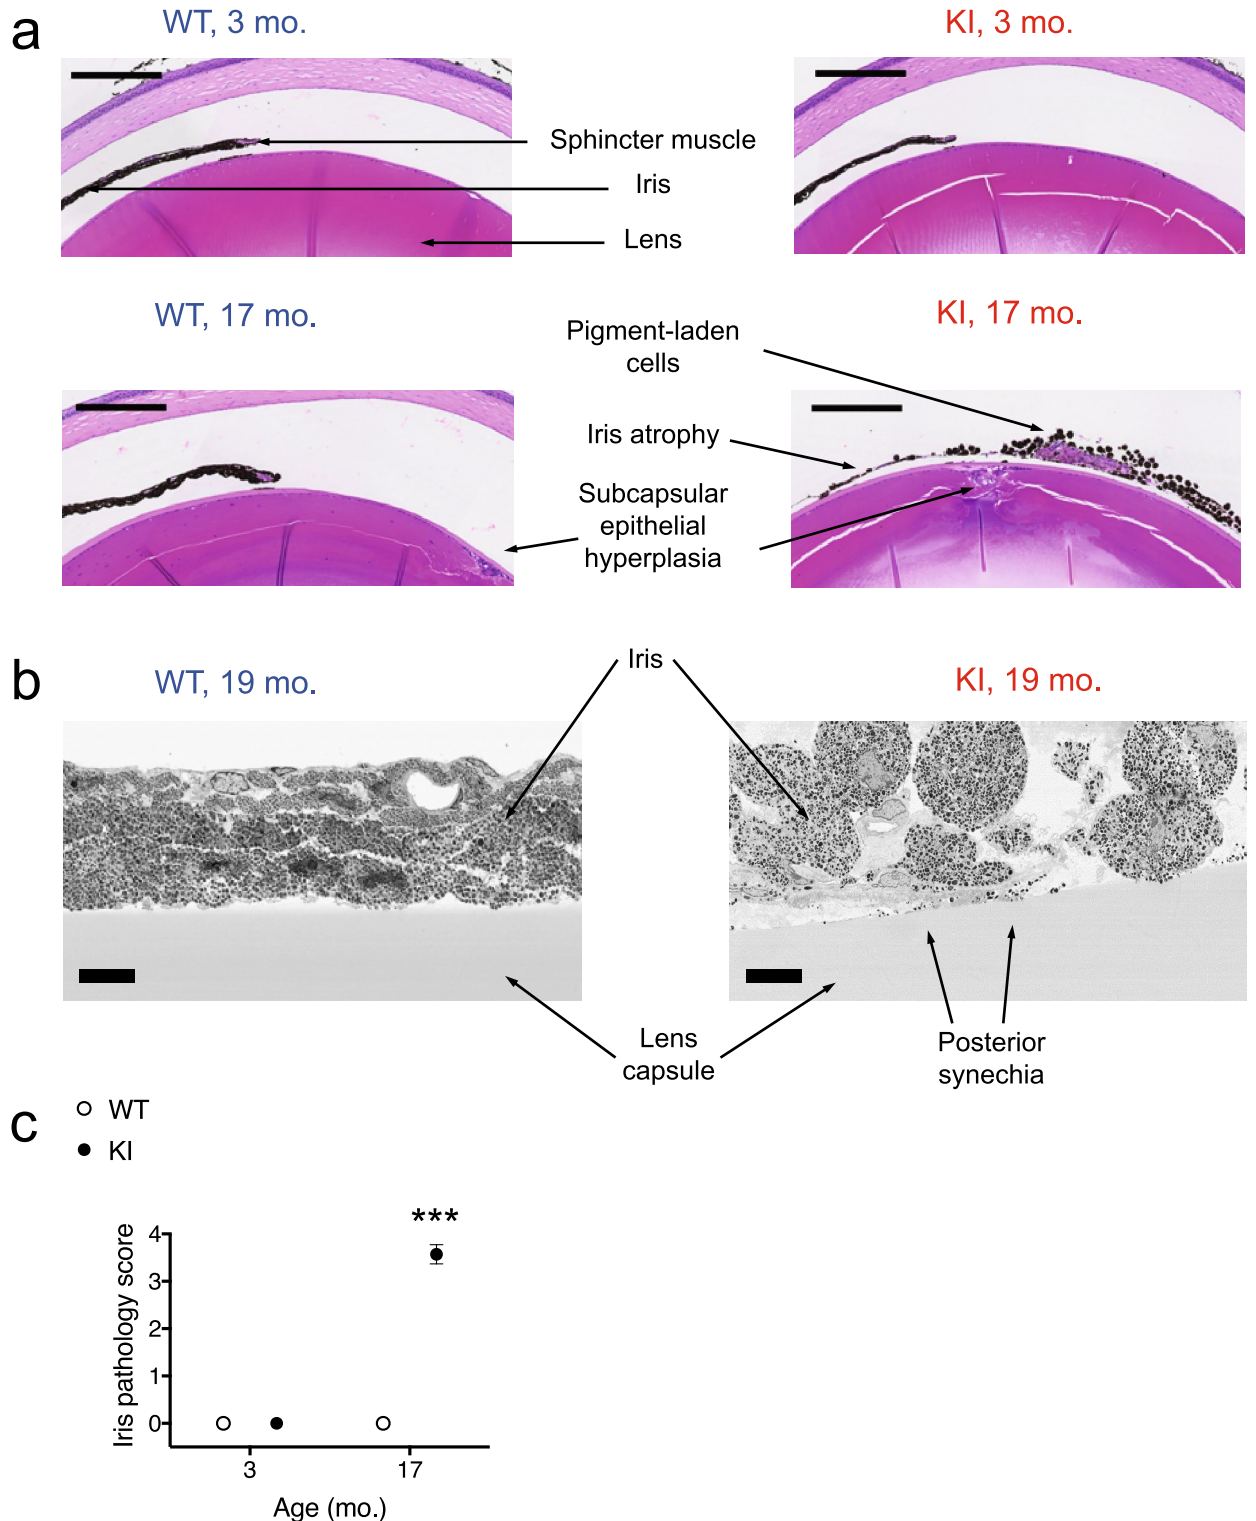 a
WT, 3 mo.
KI, 3 mo.
Sphincter muscle
Iris
Lens
WT, 17 mo.
KI, 17 mo.
Pigment-laden
cells
Iris atrophy
Subcapsular
epithelial
hyperplasia
b
WT, 19 mo.
Iris
KI, 19 mo.
Lens
capsule
Posterior
synechia
c
WT
KI
Iris pathology score
4
3
2
1
0
***
3
17
Age (mo.)